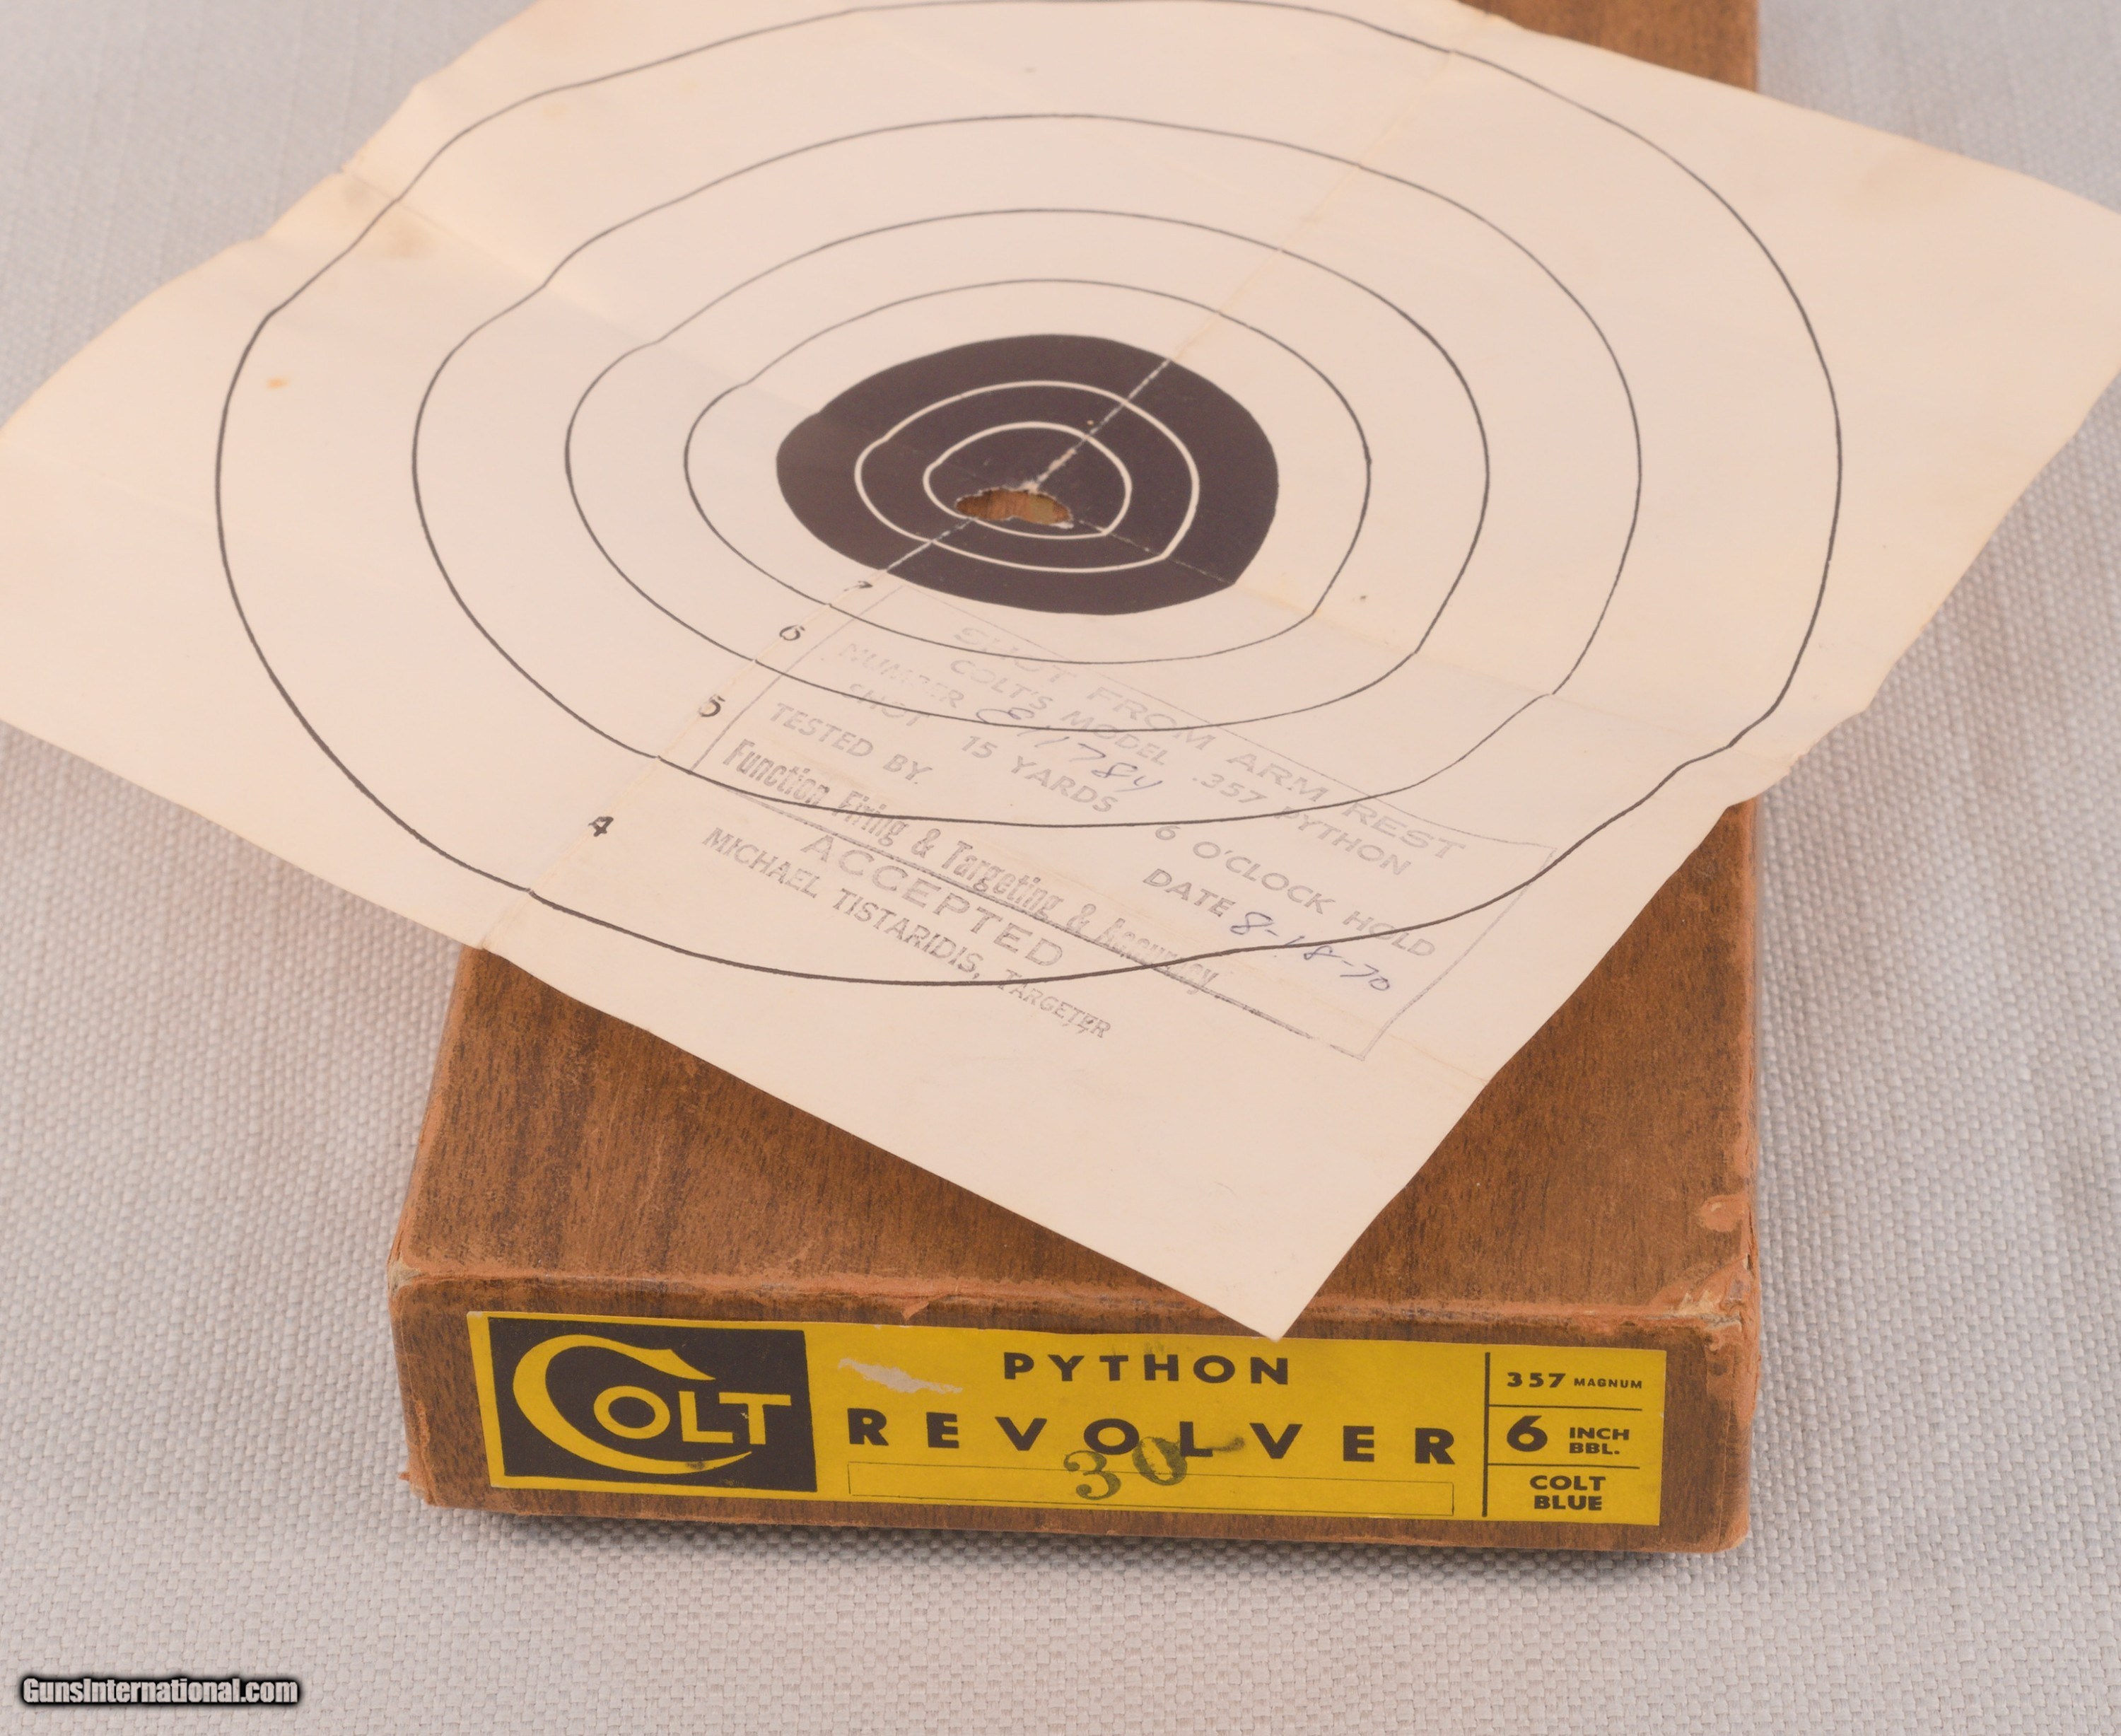 7
6
5
4
SHOT FROM ARM REST
COLT'S MODEL .357 PYTHON
NUMBER E11784
SHOT 15 YARDS 6 O'CLOCK HOLD
TESTED BY. DATE 8-18-70
Function Firing & Targeting & Accuracy
ACCEPTED
MICHAEL TISTARIDIS, TARGETER
COLT
PYTHON
REVOLVER
30
357 MAGNUM
6 INCH
BBL.
COLT
BLUE
GunsInternational.com